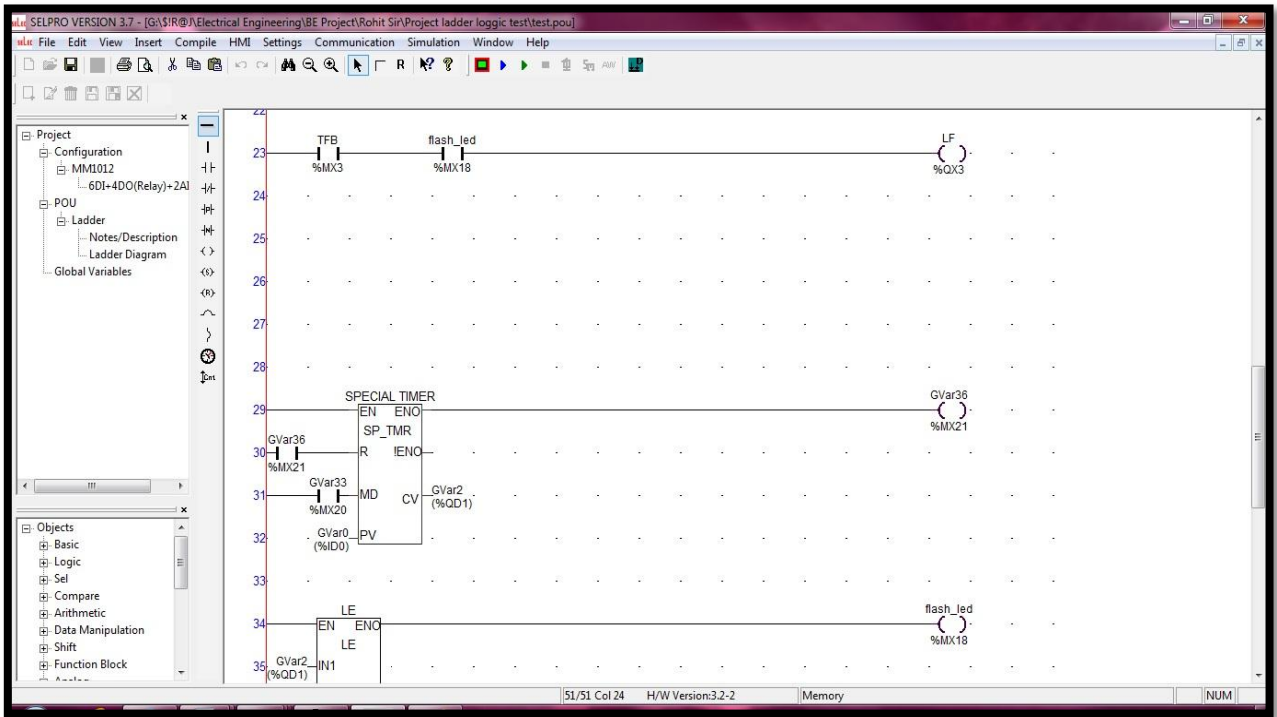 SELPRO VERSION 3.7 - [G:\$!R@J\Electrical Engineering\BE Project\Rohit Sir\Project ladder loggic test\test.pou]
File Edit View Insert Compile HMI Settings Communication Simulation Window Help
R
Project
Configuration
MM1012
6DI+4DO(Relay)+2AI
POU
Ladder
Notes/Description
Ladder Diagram
Global Variables
Objects
Basic
Logic
Sel
Compare
Arithmetic
Data Manipulation
Shift
Function Block
P
N
(S)
(R)
Cnt
22
TFB flash_led LF
23
%MX3 %MX18 %QX3
24
25
26
27
28
SPECIAL TIMER GVar36
29 EN ENO
SP_TMR %MX21
GVar36
30 R !ENO
%MX21
GVar33 GVar2
31 MD CV
%MX20 (%QD1)
GVar0
32 PV
(%ID0)
33
LE flash_led
34 EN ENO
LE %MX18
GVar2
35 IN1
(%QD1)
51/51 Col 24 H/W Version:3.2-2 Memory NUM